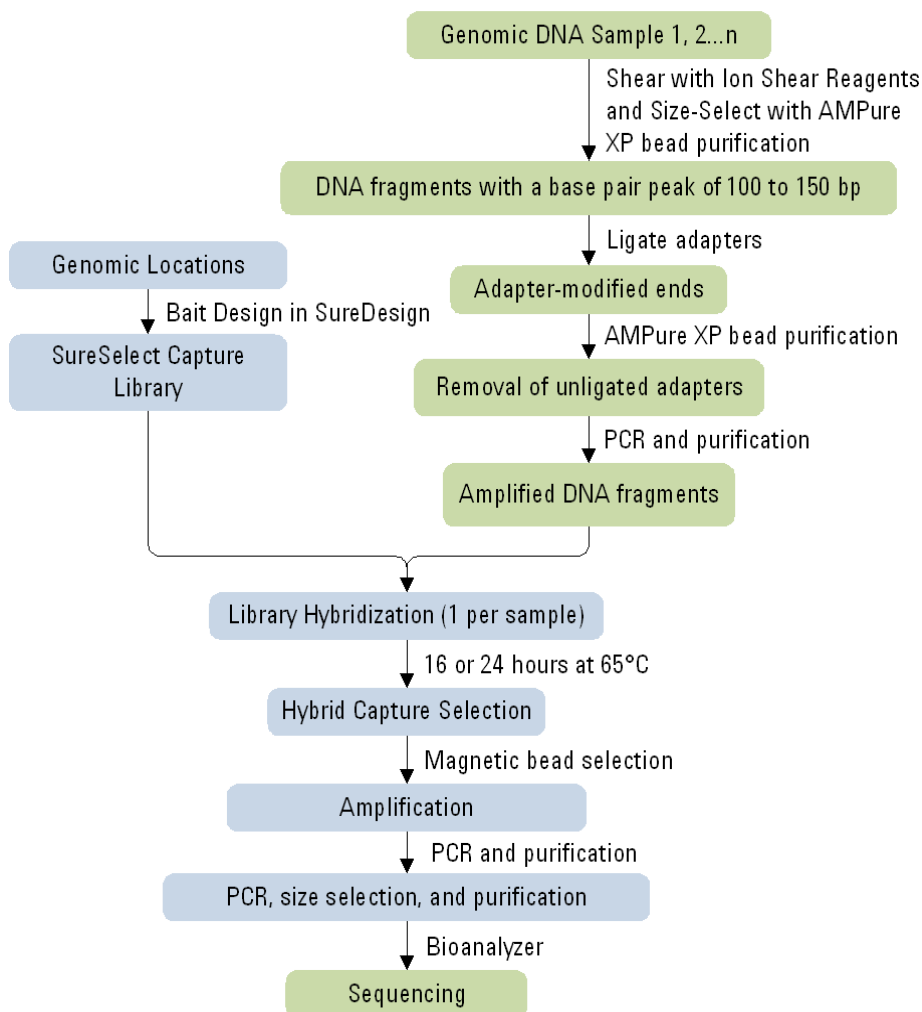 Genomic DNA Sample 1, 2...n
Shear with Ion Shear Reagents
and Size-Select with AMPure
XP bead purification
DNA fragments with a base pair peak of 100 to 150 bp
Ligate adapters
Genomic Locations
Adapter-modified ends
Bait Design in SureDesign
AMPure XP bead purification
SureSelect Capture
Library
Removal of unligated adapters
PCR and purification
Amplified DNA fragments
Library Hybridization (1 per sample)
16 or 24 hours at 65°C
Hybrid Capture Selection
Magnetic bead selection
Amplification
PCR and purification
PCR, size selection, and purification
Bioanalyzer
Sequencing